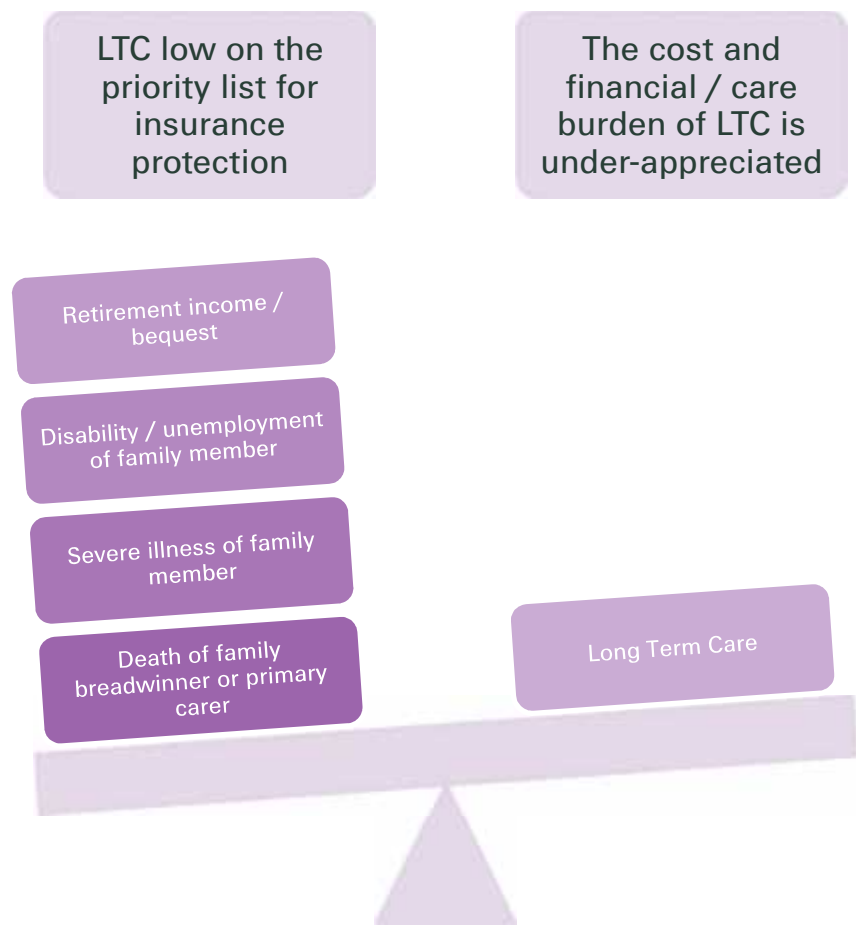 LTC low on the
priority list for
insurance
protection
The cost and
financial / care
burden of LTC is
under-appreciated
Retirement income /
bequest
Disability / unemployment
of family member
Severe illness of family
member
Death of family
breadwinner or primary
carer
Long Term Care